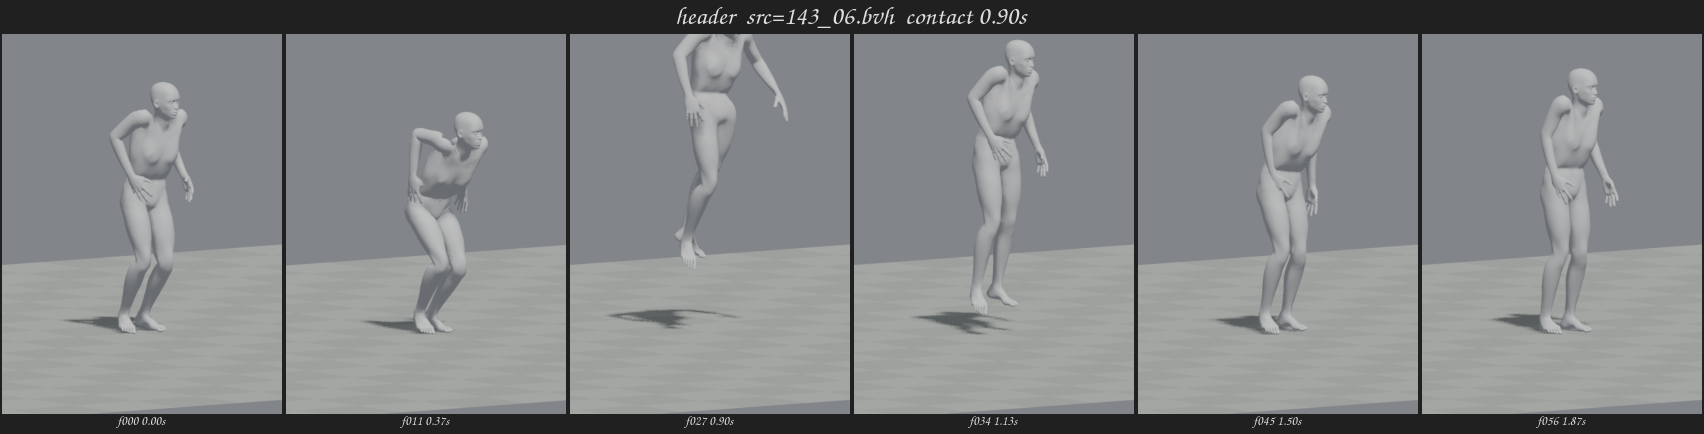 header src=143_06.bvh contact 0.90s
f000 0.00s
f011 0.37s
f027 0.90s
f034 1.13s
f045 1.50s
f056 1.87s